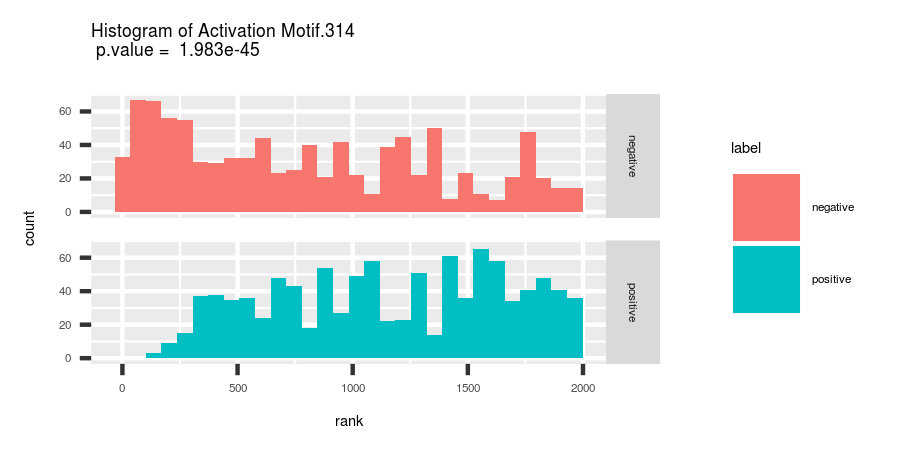 Histogram of Activation Motif.314
p.value = 1.983e-45
60
40
20
0
negative
60
40
20
0
positive
0 500 1000 1500 2000
rank
count
label
negative
positive